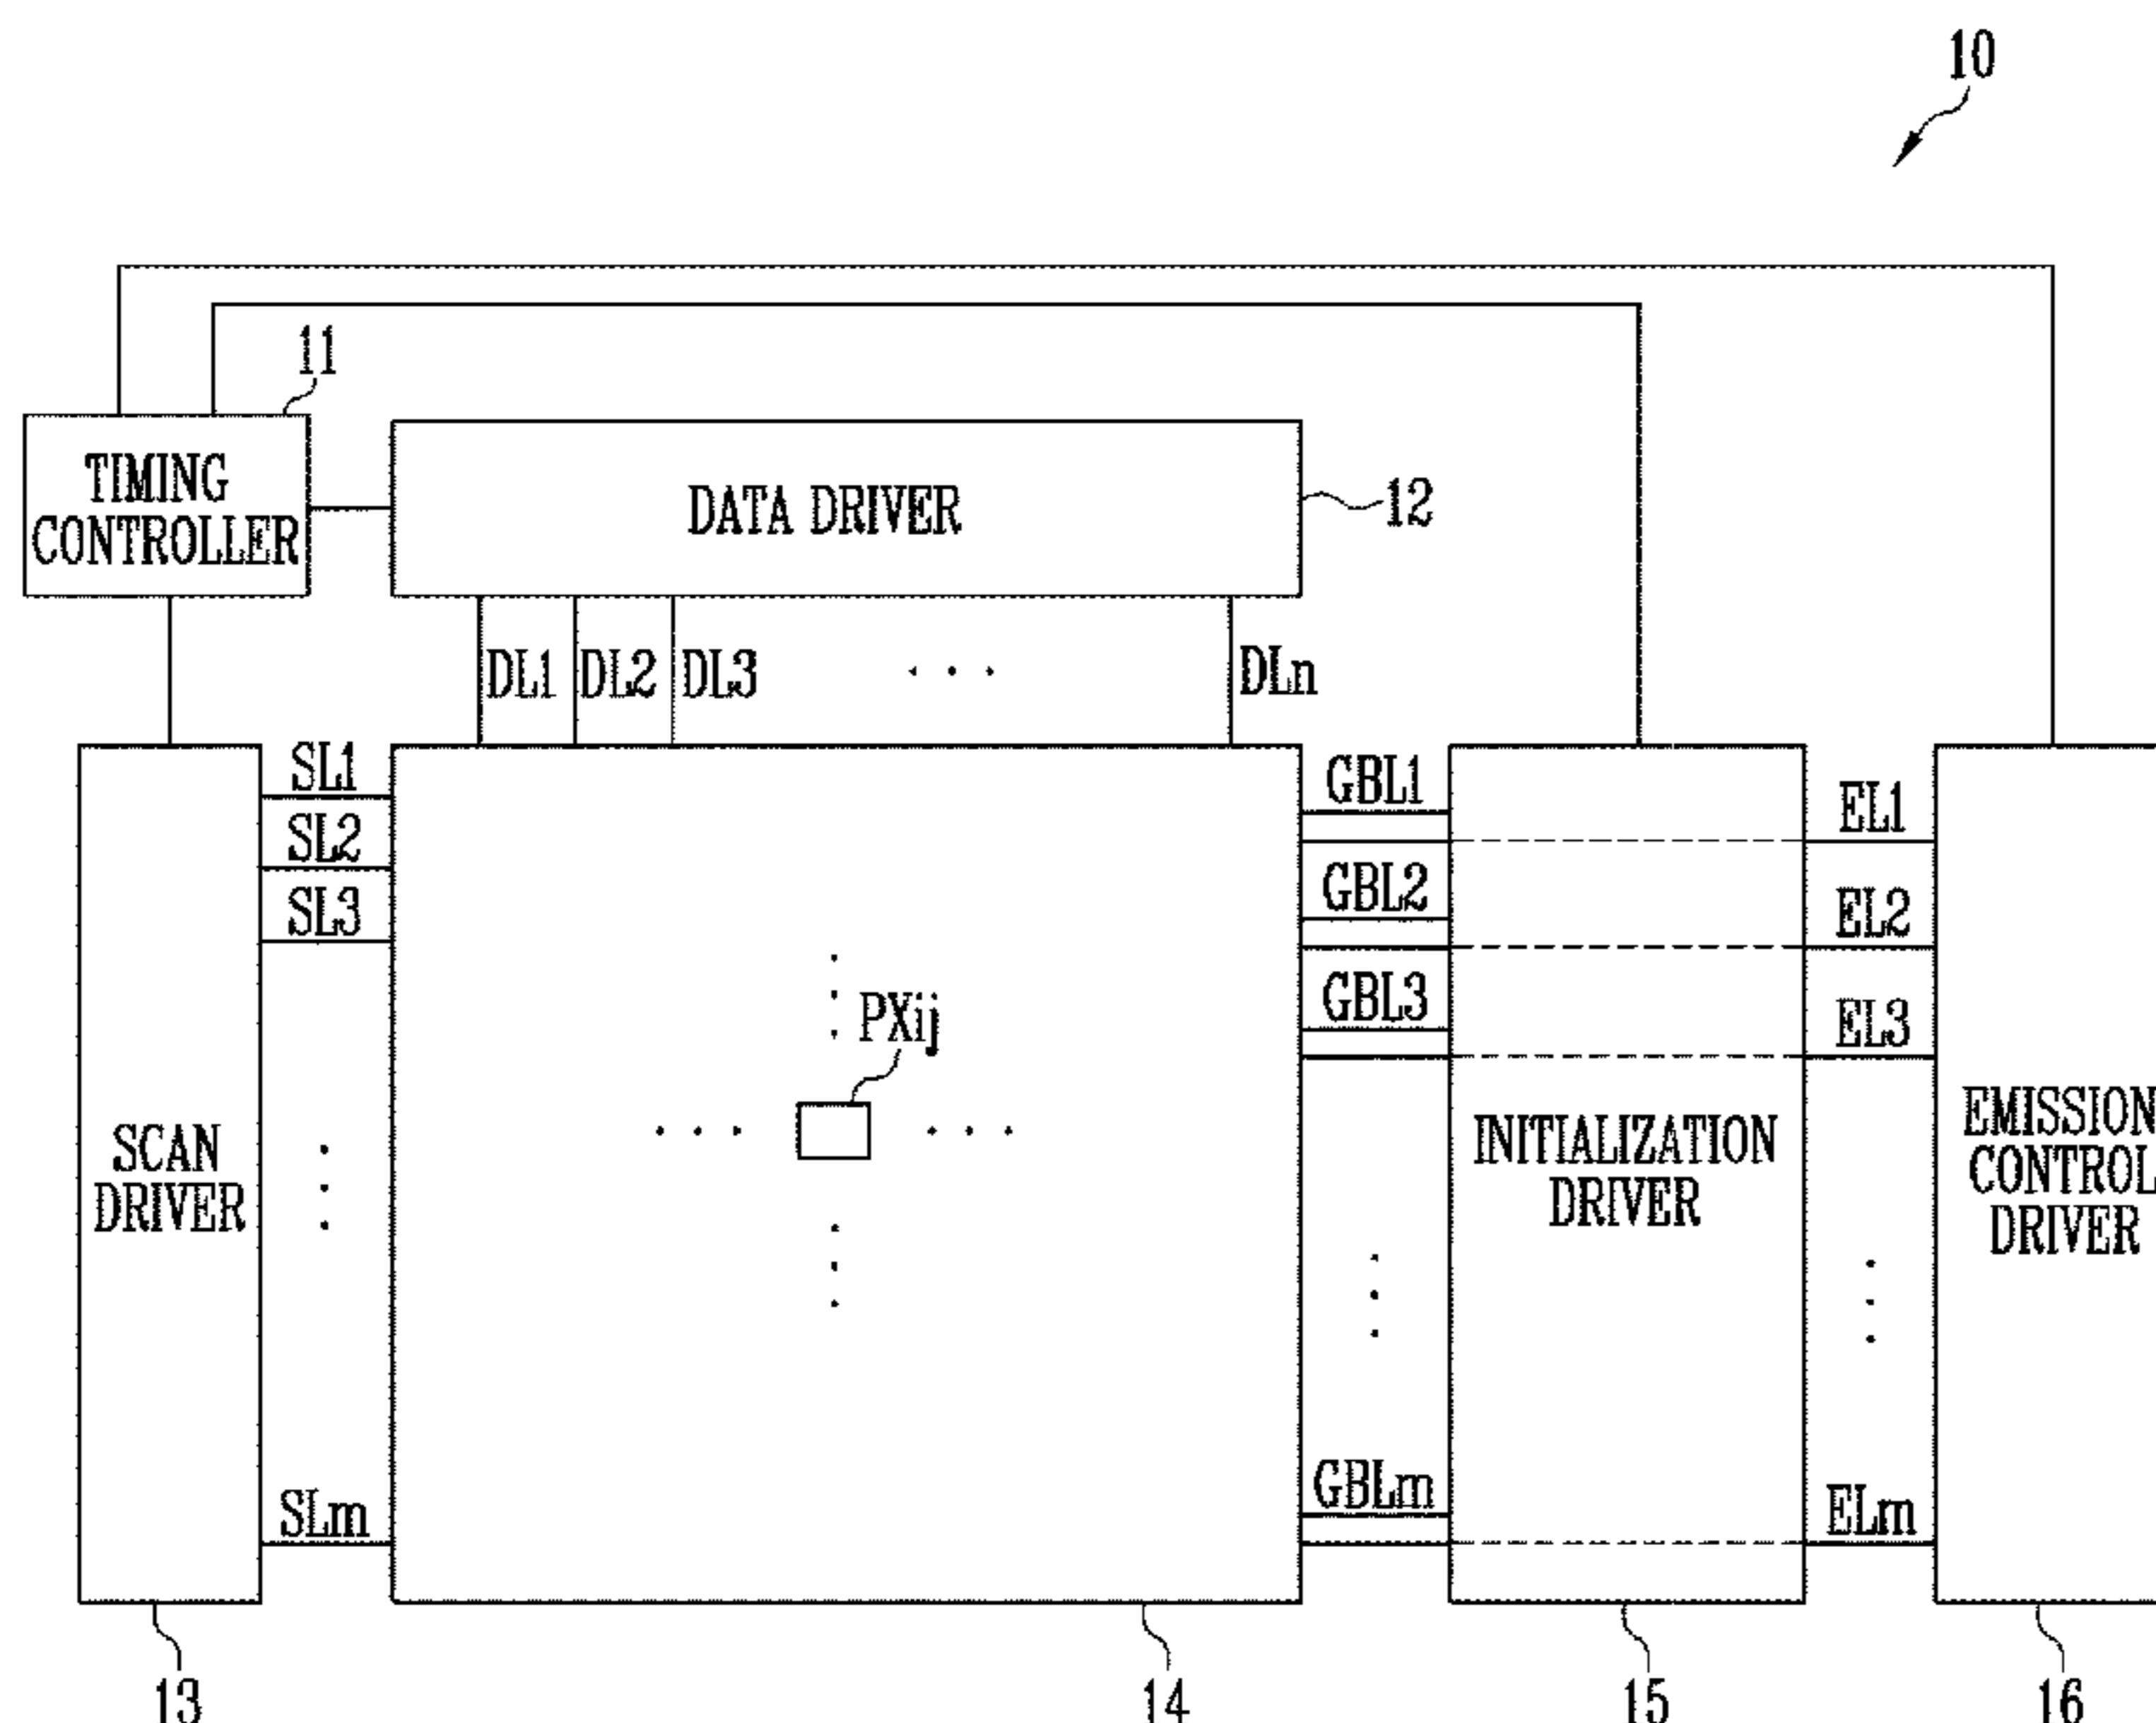 10
11
TIMING
CONTROLLER
DATA DRIVER
12
DL1 DL2 DL3 . . . DLn
SL1
SL2
SL3
SLm
SCAN
DRIVER
PXij
GBL1
GBL2
GBL3
GBLm
INITIALIZATION
DRIVER
EL1
EL2
EL3
ELm
EMISSION
CONTROL
DRIVER
13
14
15
16